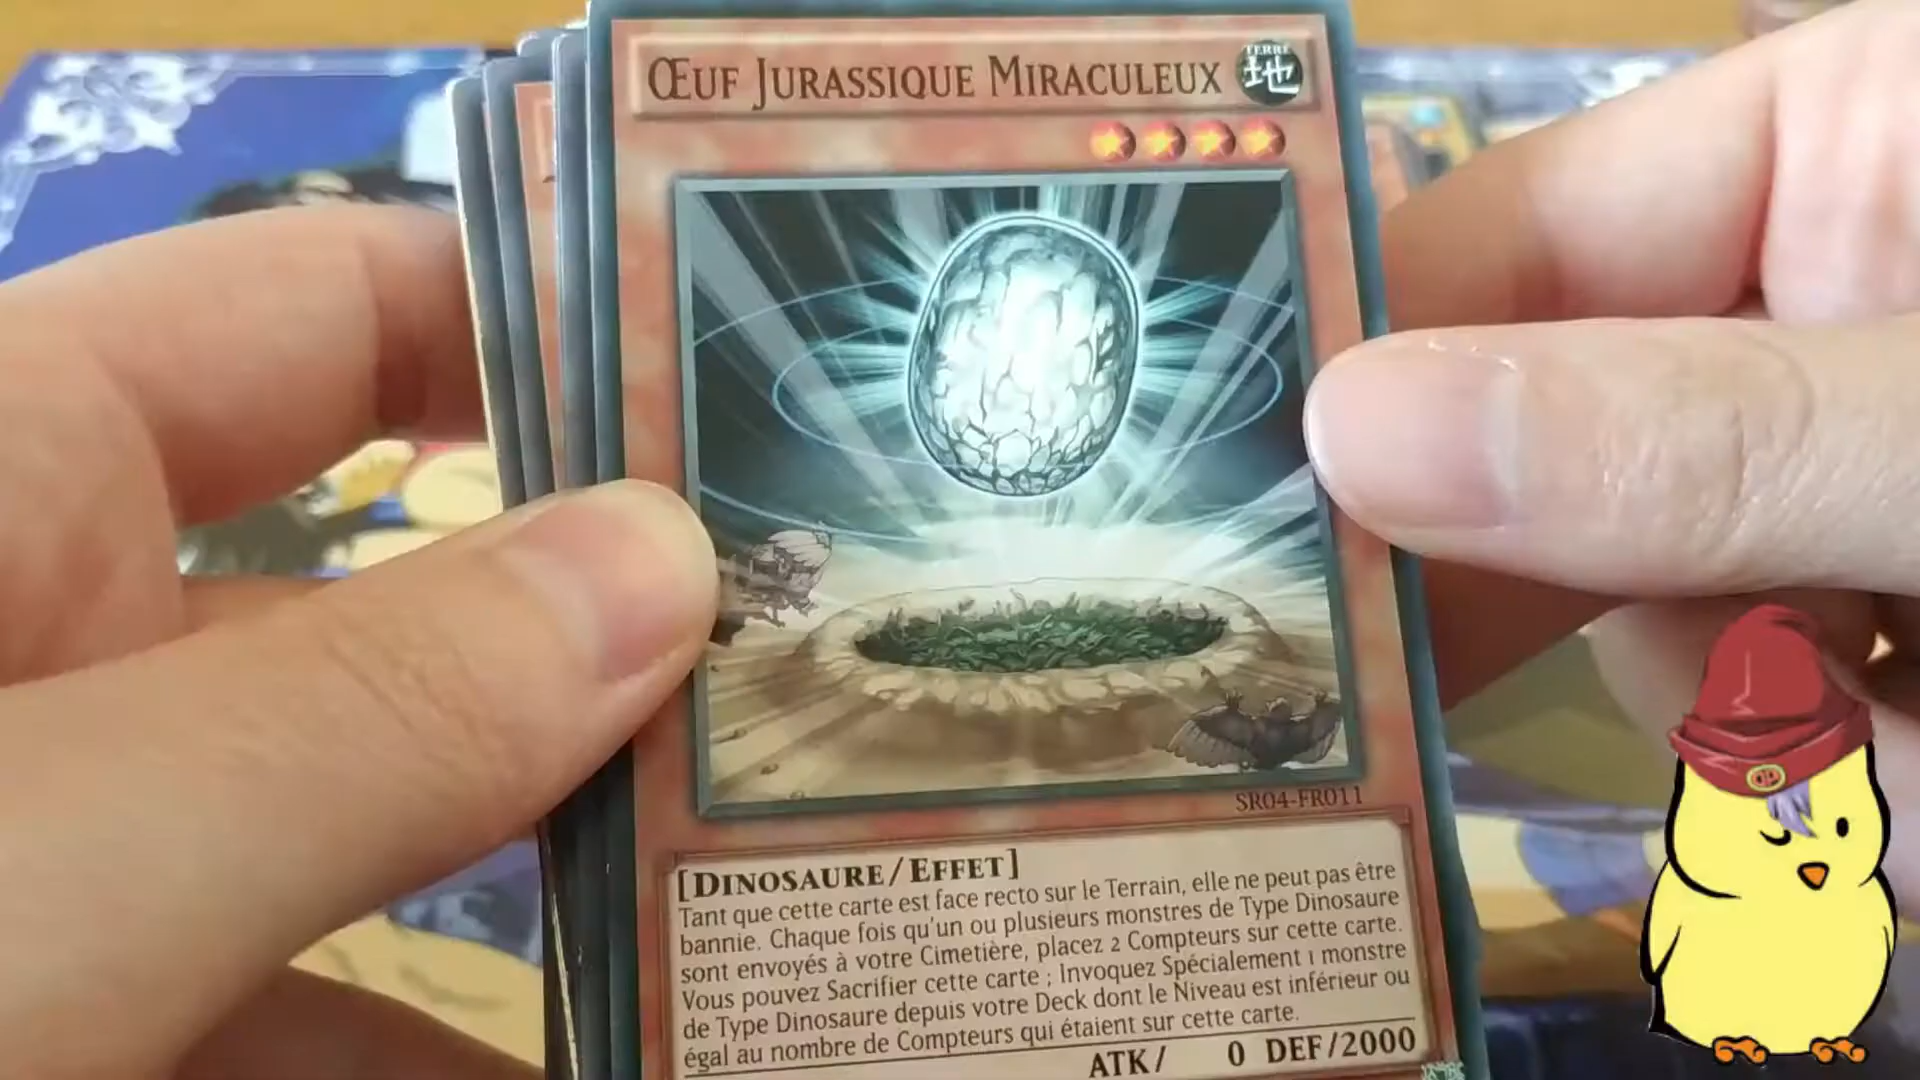 ŒUF JURASSIQUE MIRACULEUX
TERRE
地
SR04-FR011
[DINOSAURE/EFFET]
Tant que cette carte est face recto sur le Terrain, elle ne peut pas être
bannie. Chaque fois qu'un ou plusieurs monstres de Type Dinosaure
sont envoyés à votre Cimetière, placez 2 Compteurs sur cette carte.
Vous pouvez Sacrifier cette carte ; Invoquez Spécialement 1 monstre
de Type Dinosaure depuis votre Deck dont le Niveau est inférieur ou
égal au nombre de Compteurs qui étaient sur cette carte.
ATK/ 0 DEF/2000